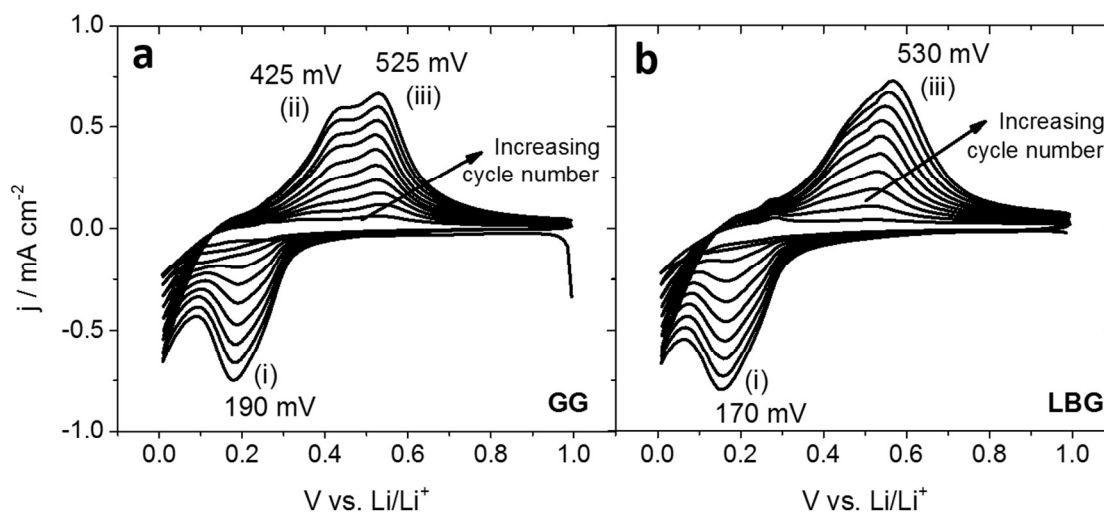 j / mA cm⁻²
1.0
0.5
0.0
-0.5
-1.0
a
425 mV
(ii)
525 mV
(iii)
Increasing
cycle number
(i)
190 mV
GG
0.0 0.2 0.4 0.6 0.8 1.0
V vs. Li/Li⁺
b
530 mV
(iii)
Increasing
cycle number
(i)
170 mV
LBG
0.0 0.2 0.4 0.6 0.8 1.0
V vs. Li/Li⁺